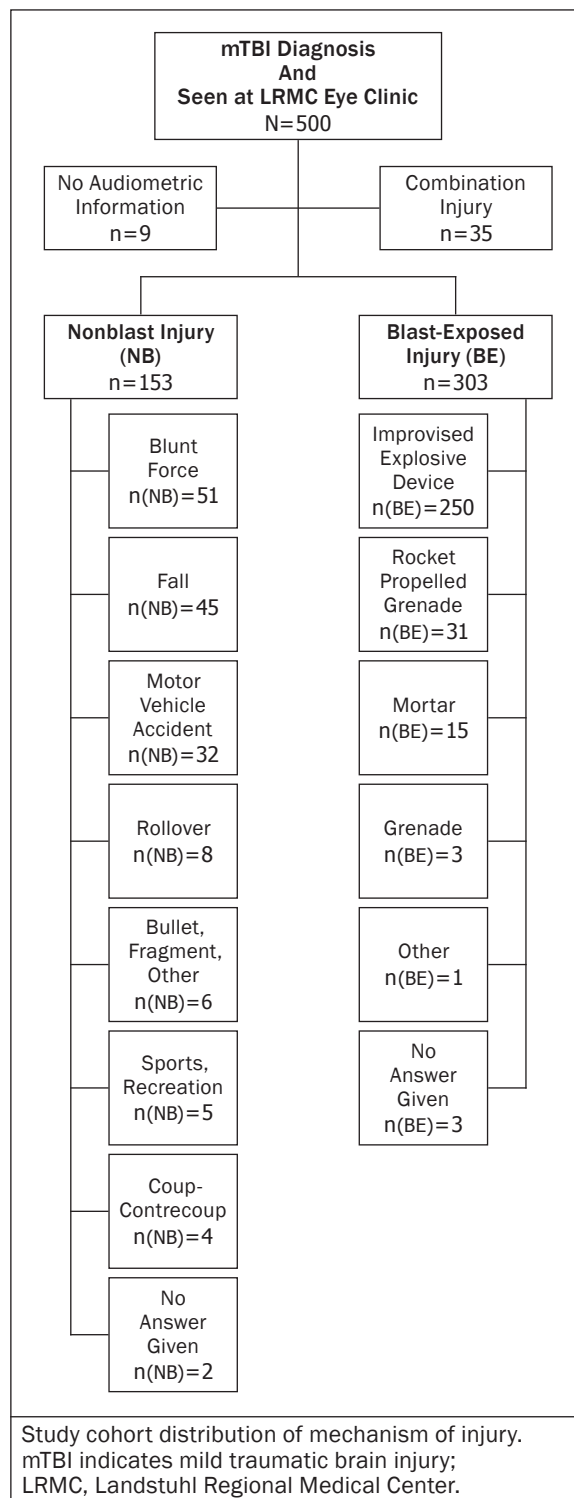 mTBI Diagnosis
And
Seen at LRMC Eye Clinic
N=500
No Audiometric
Information
n=9
Combination
Injury
n=35
Nonblast Injury
(NB)
n=153
Blast-Exposed
Injury (BE)
n=303
Blunt
Force
n(NB)=51
Fall
n(NB)=45
Motor
Vehicle
Accident
n(NB)=32
Rollover
n(NB)=8
Bullet,
Fragment,
Other
n(NB)=6
Sports,
Recreation
n(NB)=5
Coup-
Contrecoup
n(NB)=4
No
Answer
Given
n(NB)=2
Improvised
Explosive
Device
n(BE)=250
Rocket
Propelled
Grenade
n(BE)=31
Mortar
n(BE)=15
Grenade
n(BE)=3
Other
n(BE)=1
No
Answer
Given
n(BE)=3
Study cohort distribution of mechanism of injury.
mTBI indicates mild traumatic brain injury;
LRMC, Landstuhl Regional Medical Center.